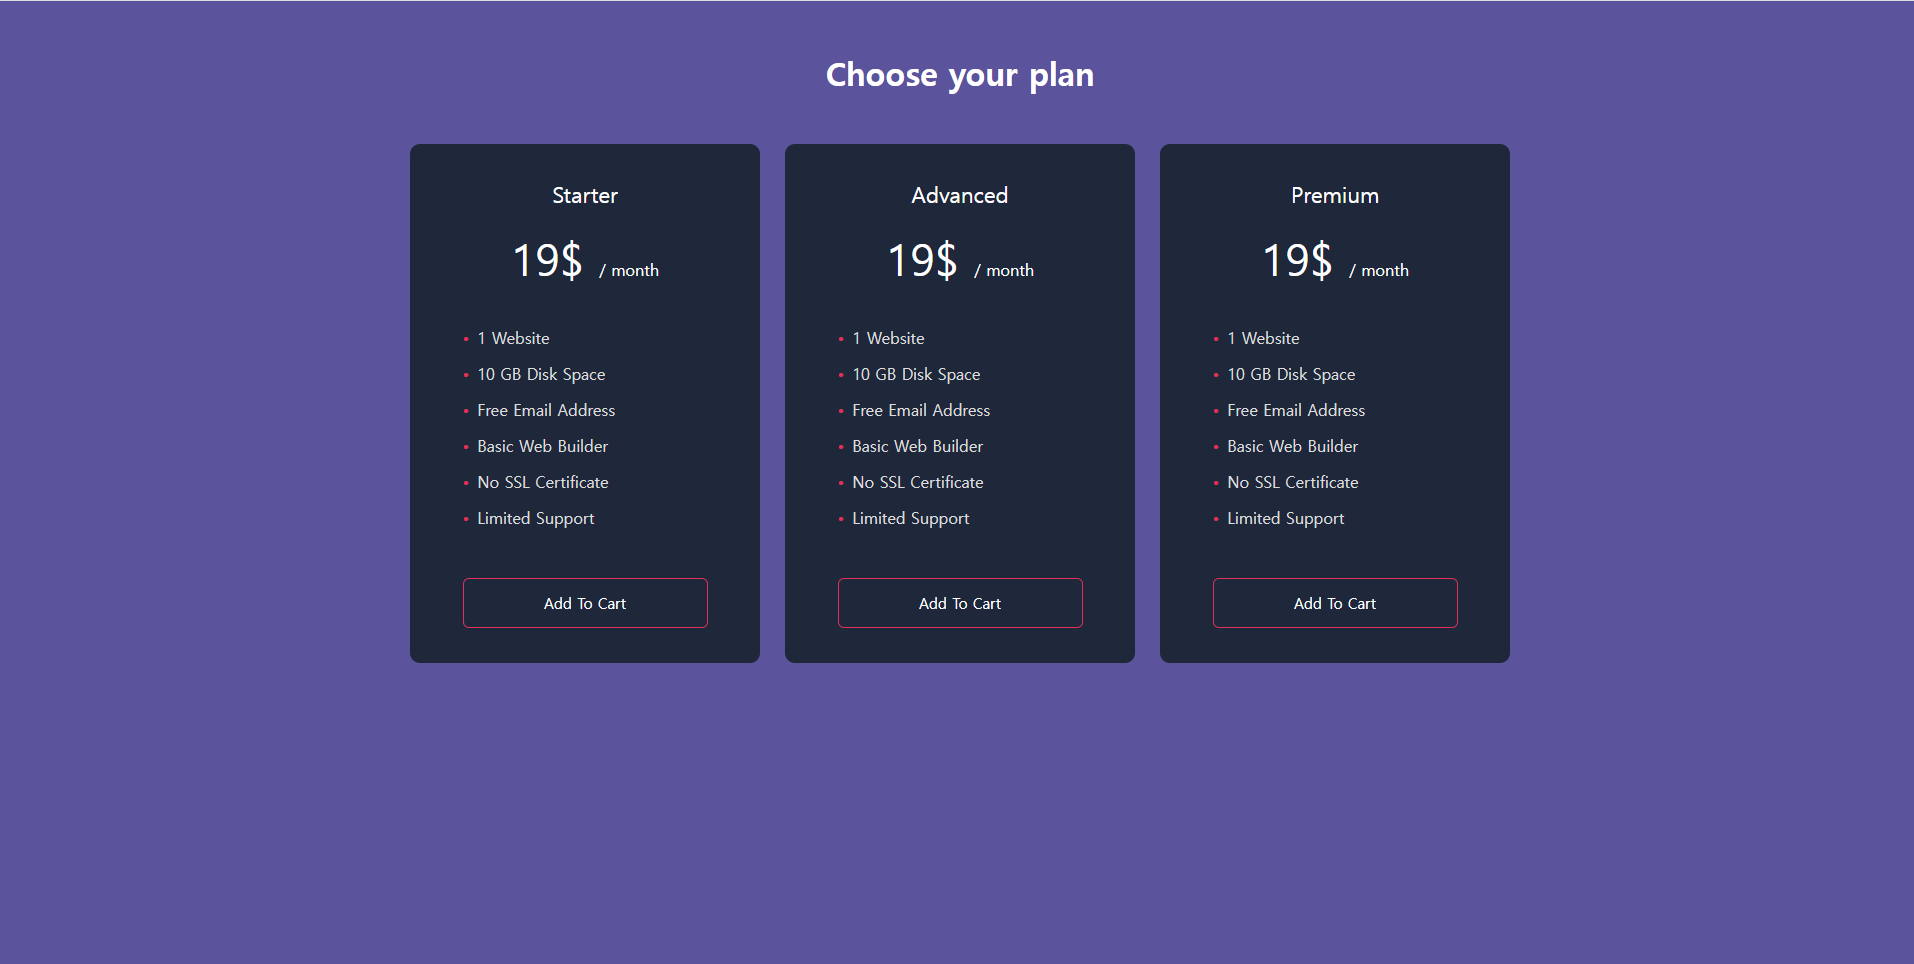 Choose your plan
Starter
19$ / month
• 1 Website
• 10 GB Disk Space
• Free Email Address
• Basic Web Builder
• No SSL Certificate
• Limited Support
Add To Cart
Advanced
19$ / month
• 1 Website
• 10 GB Disk Space
• Free Email Address
• Basic Web Builder
• No SSL Certificate
• Limited Support
Add To Cart
Premium
19$ / month
• 1 Website
• 10 GB Disk Space
• Free Email Address
• Basic Web Builder
• No SSL Certificate
• Limited Support
Add To Cart